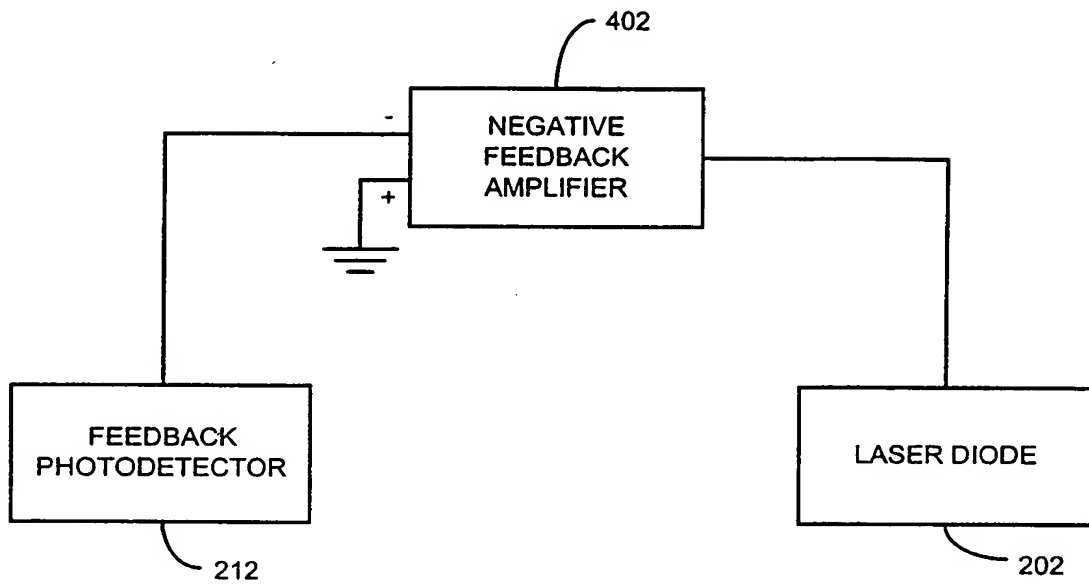 402
NEGATIVE
FEEDBACK
AMPLIFIER
-
+
FEEDBACK
PHOTODETECTOR
LASER DIODE
212
202